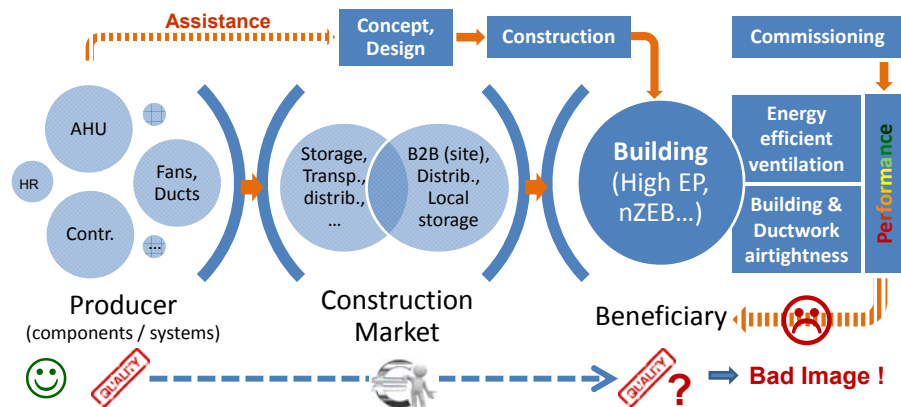 Assistance
Concept,
Design
Construction
Commissioning
AHU
HR
Fans,
Ducts
Contr.
...
Storage,
Transp.,
distrib.,
...
B2B (site),
Distrib.,
Local
storage
Building
(High EP,
nZEB...)
Energy
efficient
ventilation
Building &
Ductwork
airtightness
Performance
Producer
(components / systems)
Construction
Market
Beneficiary
QUALITY
QUALITY
?
Bad Image !